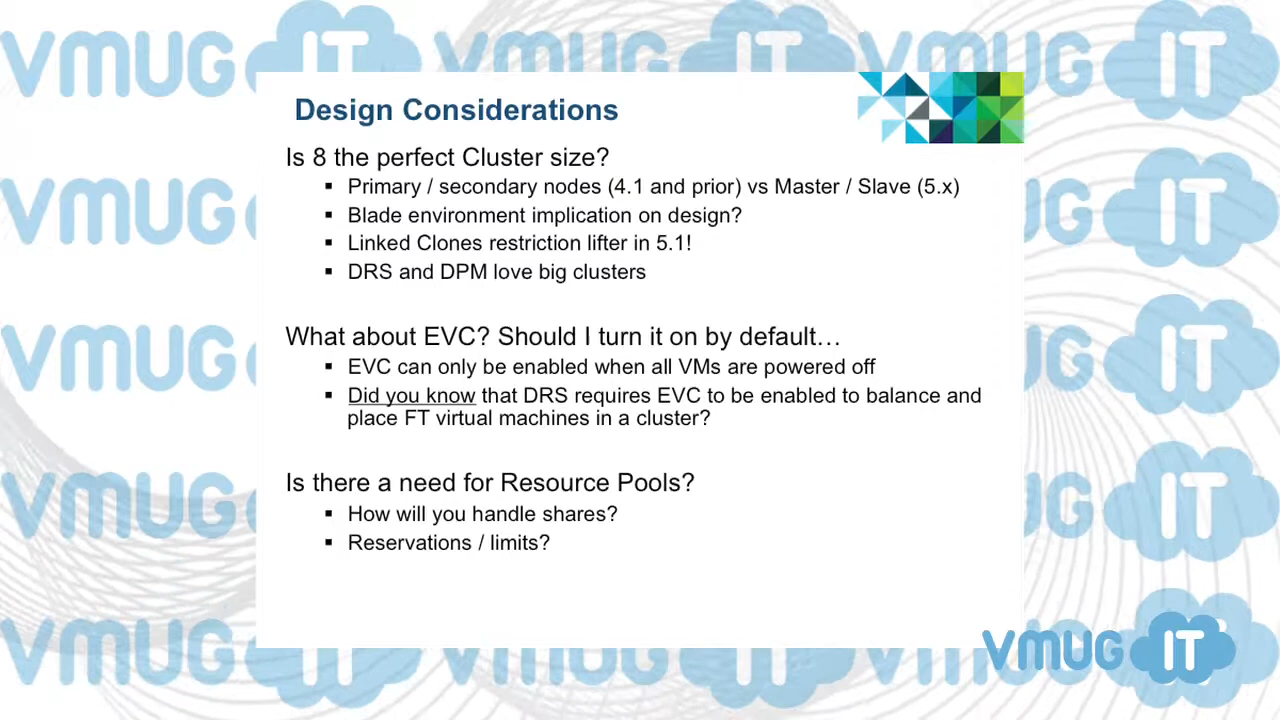 Design Considerations
Is 8 the perfect Cluster size?
▪ Primary / secondary nodes (4.1 and prior) vs Master / Slave (5.x)
▪ Blade environment implication on design?
▪ Linked Clones restriction lifter in 5.1!
▪ DRS and DPM love big clusters
What about EVC? Should I turn it on by default…
▪ EVC can only be enabled when all VMs are powered off
▪ Did you know that DRS requires EVC to be enabled to balance and
place FT virtual machines in a cluster?
Is there a need for Resource Pools?
▪ How will you handle shares?
▪ Reservations / limits?
VMUG IT